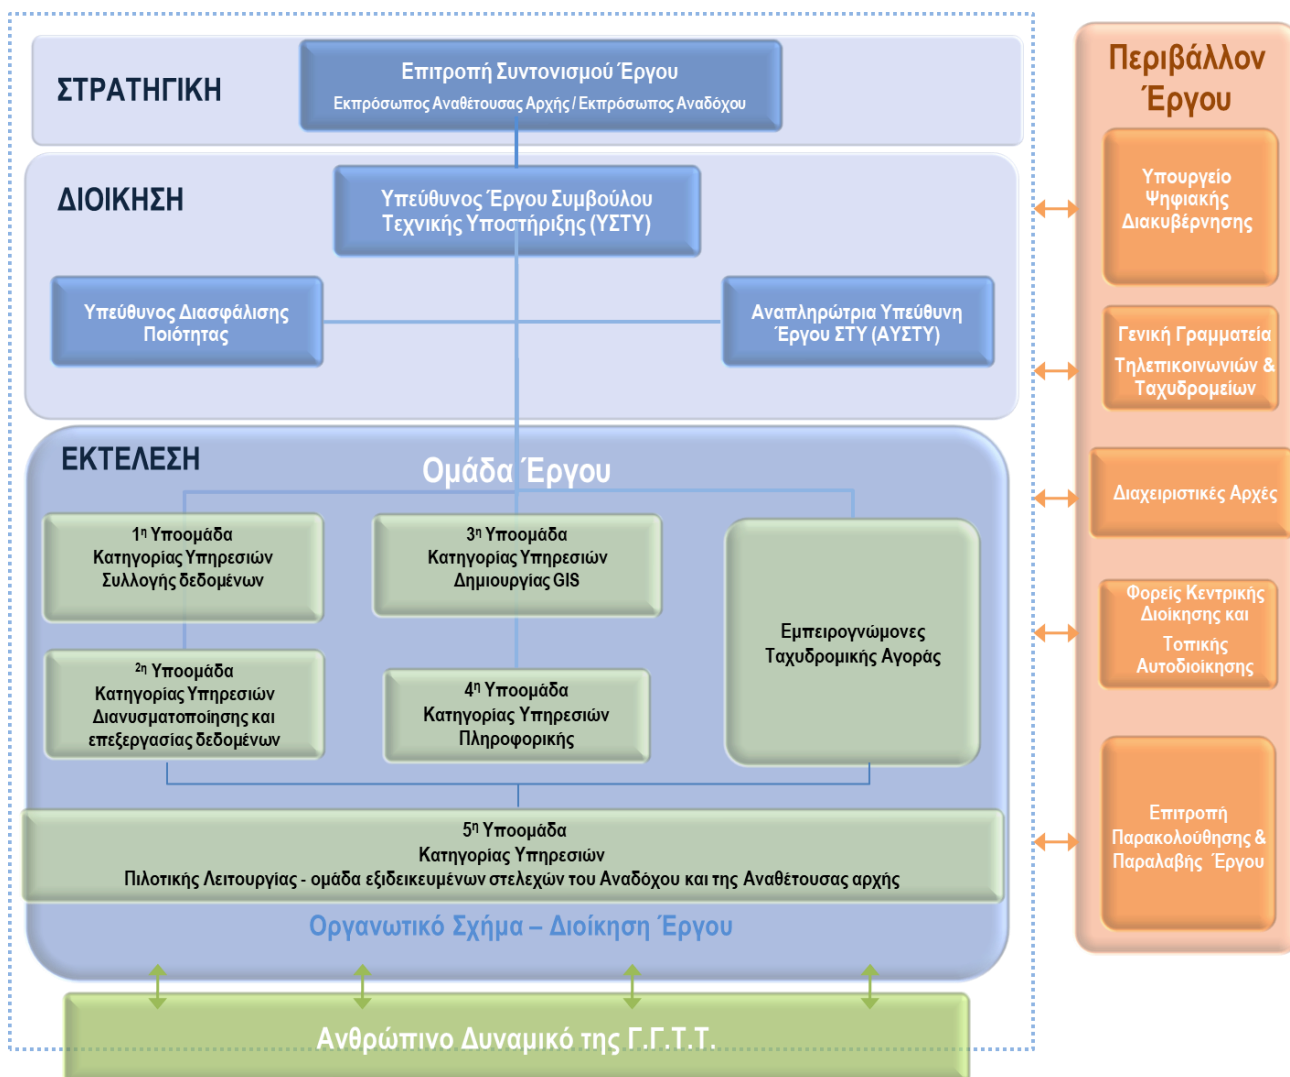 ΣΤΡΑΤΗΓΙΚΗ
Επιτροπή Συντονισμού Έργου
Εκπρόσωπος Αναθέτουσας Αρχής / Εκπρόσωπος Αναδόχου
ΔΙΟΙΚΗΣΗ
Υπεύθυνος Έργου Συμβούλου
Τεχνικής Υποστήριξης (ΥΣΤΥ)
Υπεύθυνος Διασφάλισης
Ποιότητας
Αναπληρώτρια Υπεύθυνη
Έργου ΣΤΥ (ΑΥΣΤΥ)
ΕΚΤΕΛΕΣΗ
Ομάδα Έργου
1η Υποομάδα
Κατηγορίας Υπηρεσιών
Συλλογής δεδομένων
3η Υποομάδα
Κατηγορίας Υπηρεσιών
Δημιουργίας GIS
Εμπειρογνώμονες
Ταχυδρομικής Αγοράς
2η Υποομάδα
Κατηγορίας Υπηρεσιών
Διανυσματοποίησης και
επεξεργασίας δεδομένων
4η Υποομάδα
Κατηγορίας Υπηρεσιών
Πληροφορικής
5η Υποομάδα
Κατηγορίας Υπηρεσιών
Πιλοτικής Λειτουργίας - ομάδα εξιδεικευμένων στελεχών του Αναδόχου και της Αναθέτουσας αρχής
Οργανωτικό Σχήμα – Διοίκηση Έργου
Ανθρώπινο Δυναμικό της Γ.Γ.Τ.Τ.
Περιβάλλον
Έργου
Υπουργείο
Ψηφιακής
Διακυβέρνησης
Γενική Γραμματεία
Τηλεπικοινωνιών &
Ταχυδρομείων
Διαχειριστικές Αρχές
Φορείς Κεντρικής
Διοίκησης και
Τοπικής
Αυτοδιοίκησης
Επιτροπή
Παρακολούθησης &
Παραλαβής Έργου